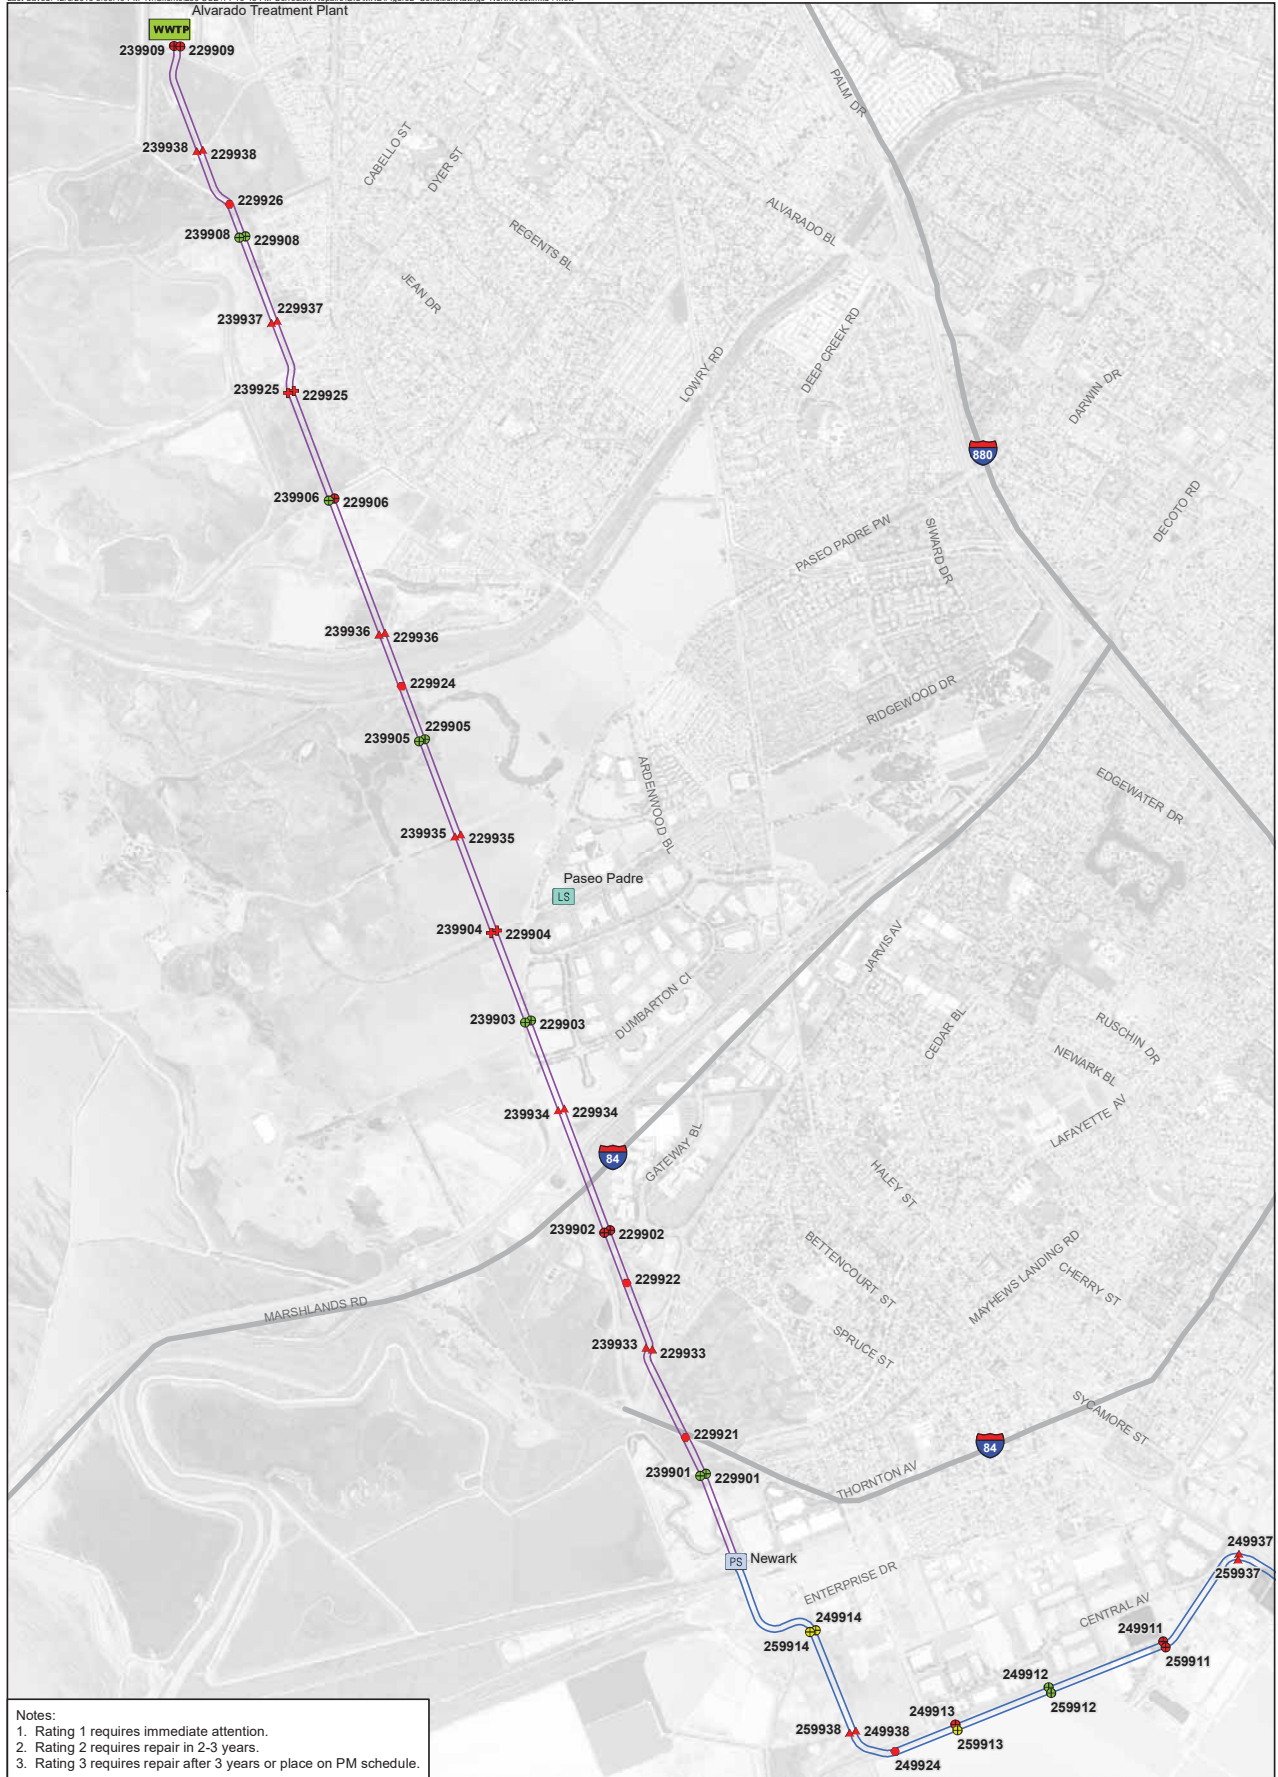 Alvarado Treatment Plant
WWTP
239909
229909
PALM DR
239938
229938
CABELLO ST
DYER ST
229926
ALVARADO BL
239908
229908
REGENTS BL
JEAN DR
229937
239937
DEEP CREEK RD
LOWRY RD
239925
229925
DARWIN DR
880
239906
229906
DECOTO RD
PASEO PADRE PW
SIWARD DR
239936
229936
229924
RIDGEWOOD DR
229905
239905
ARDENWOOD BL
EDGEWATER DR
239935
229935
Paseo Padre
LS
239904
229904
JARVIS AV
239903
229903
DUMBARTON CI
CEDAR BL
RUSCHIN DR
NEWARK BL
239934
229934
LAFAYETTE AV
84
GATEWAY BL
HALEY ST
239902
229902
BETTENCOURT ST
MAYHEWS LANDING RD
CHERRY ST
229922
MARSHLANDS RD
239933
229933
SPRUCE ST
SYCAMORE ST
229921
84
239901
229901
THORNTON AV
PS
Newark
249937
259937
ENTERPRISE DR
CENTRAL AV
249914
259914
249911
259911
249912
259912
249913
259913
259938
249938
249924
Notes:
1. Rating 1 requires immediate attention.
2. Rating 2 requires repair in 2-3 years.
3. Rating 3 requires repair after 3 years or place on PM schedule.